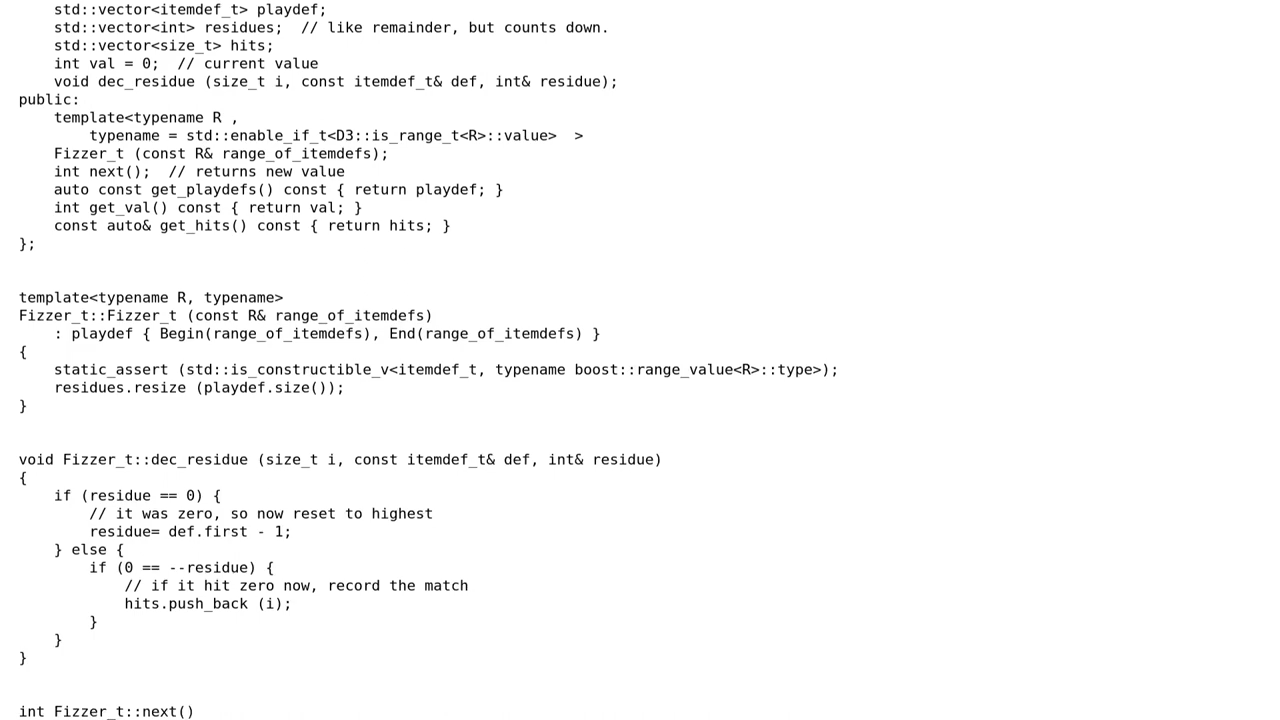 std::vector<itemdef_t> playdef;
    std::vector<int> residues;  // like remainder, but counts down.
    std::vector<size_t> hits;
    int val = 0;  // current value
    void dec_residue (size_t i, const itemdef_t& def, int& residue);
public:
    template<typename R ,
        typename = std::enable_if_t<D3::is_range_t<R>::value>  >
    Fizzer_t (const R& range_of_itemdefs);
    int next();  // returns new value
    auto const get_playdefs() const { return playdef; }
    int get_val() const { return val; }
    const auto& get_hits() const { return hits; }
};


template<typename R, typename>
Fizzer_t::Fizzer_t (const R& range_of_itemdefs)
    : playdef { Begin(range_of_itemdefs), End(range_of_itemdefs) }
{
    static_assert (std::is_constructible_v<itemdef_t, typename boost::range_value<R>::type>);
    residues.resize (playdef.size());
}


void Fizzer_t::dec_residue (size_t i, const itemdef_t& def, int& residue)
{
    if (residue == 0) {
        // it was zero, so now reset to highest
        residue= def.first - 1;
    } else {
        if (0 == --residue) {
            // if it hit zero now, record the match
            hits.push_back (i);
        }
    }
}


int Fizzer_t::next()